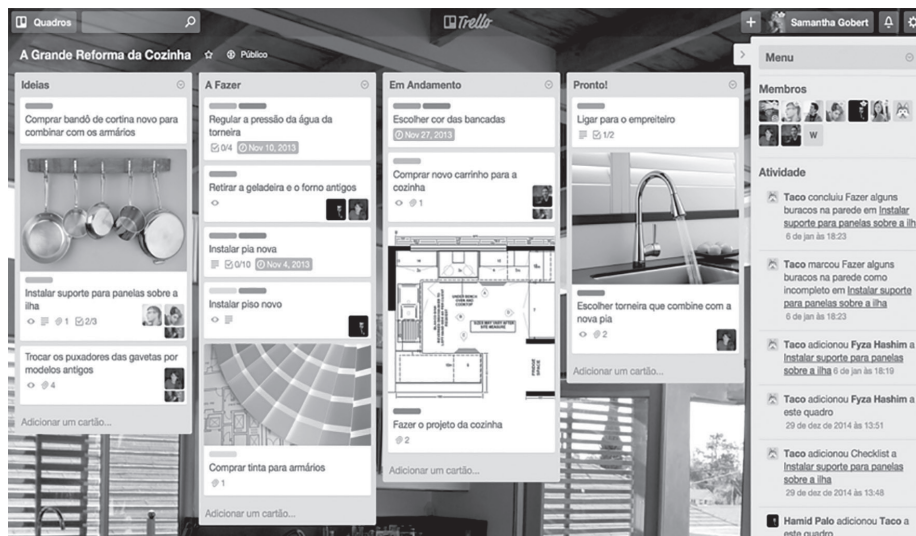 Quadros
Trello
Samantha Gobert
A Grande Reforma da Cozinha
Público
Ideias
Comprar bandô de cortina novo para
combinar com os armários
Instalar suporte para panelas sobre a
ilha
1
2/3
Trocar os puxadores das gavetas por
modelos antigos
4
Adicionar um cartão...
A Fazer
Regular a pressão da água da
torneira
0/4 Nov 10, 2013
Retirar a geladeira e o forno antigos
Instalar pia nova
0/10 Nov 4, 2013
Instalar piso novo
Comprar tinta para armários
1
Adicionar um cartão...
Em Andamento
Escolher cor das bancadas
Nov 27, 2013
Comprar novo carrinho para a
cozinha
1
Fazer o projeto da cozinha
2
Adicionar um cartão...
Pronto!
Ligar para o empreiteiro
1/2
Escolher torneira que combine com a
nova pia
2
Adicionar um cartão...
Menu
Membros
W
Atividade
Taco concluiu Fazer alguns
buracos na parede em Instalar
suporte para panelas sobre a ilh
6 de jan às 18:23
Taco marcou Fazer alguns
buracos na parede como
incompleto em Instalar suporte
para panelas sobre a ilha
6 de jan às 18:23
Taco adicionou Fyza Hashim a
Instalar suporte para panelas
sobre a ilha 6 de jan às 18:19
Taco adicionou Fyza Hashim a
este quadro
29 de dez de 2014 às 13:51
Taco adicionou Checklist a
Instalar suporte para panelas
sobre a ilha
29 de dez de 2014 às 13:48
Hamid Palo adicionou Taco a
este quadro